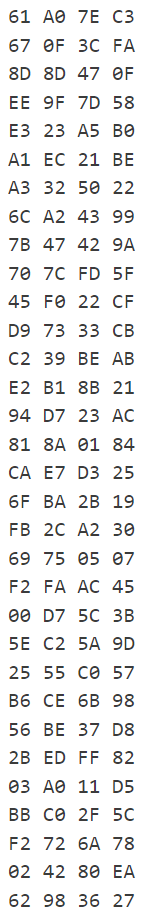 61 A0 7E C3
67 0F 3C FA
8D 8D 47 0F
EE 9F 7D 58
E3 23 A5 B0
A1 EC 21 BE
A3 32 50 22
6C A2 43 99
7B 47 42 9A
70 7C FD 5F
45 F0 22 CF
D9 73 33 CB
C2 39 BE AB
E2 B1 8B 21
94 D7 23 AC
81 8A 01 84
CA E7 D3 25
6F BA 2B 19
FB 2C A2 30
69 75 05 07
F2 FA AC 45
00 D7 5C 3B
5E C2 5A 9D
25 55 C0 57
B6 CE 6B 98
56 BE 37 D8
2B ED FF 82
03 A0 11 D5
BB C0 2F 5C
F2 72 6A 78
02 42 80 EA
62 98 36 27